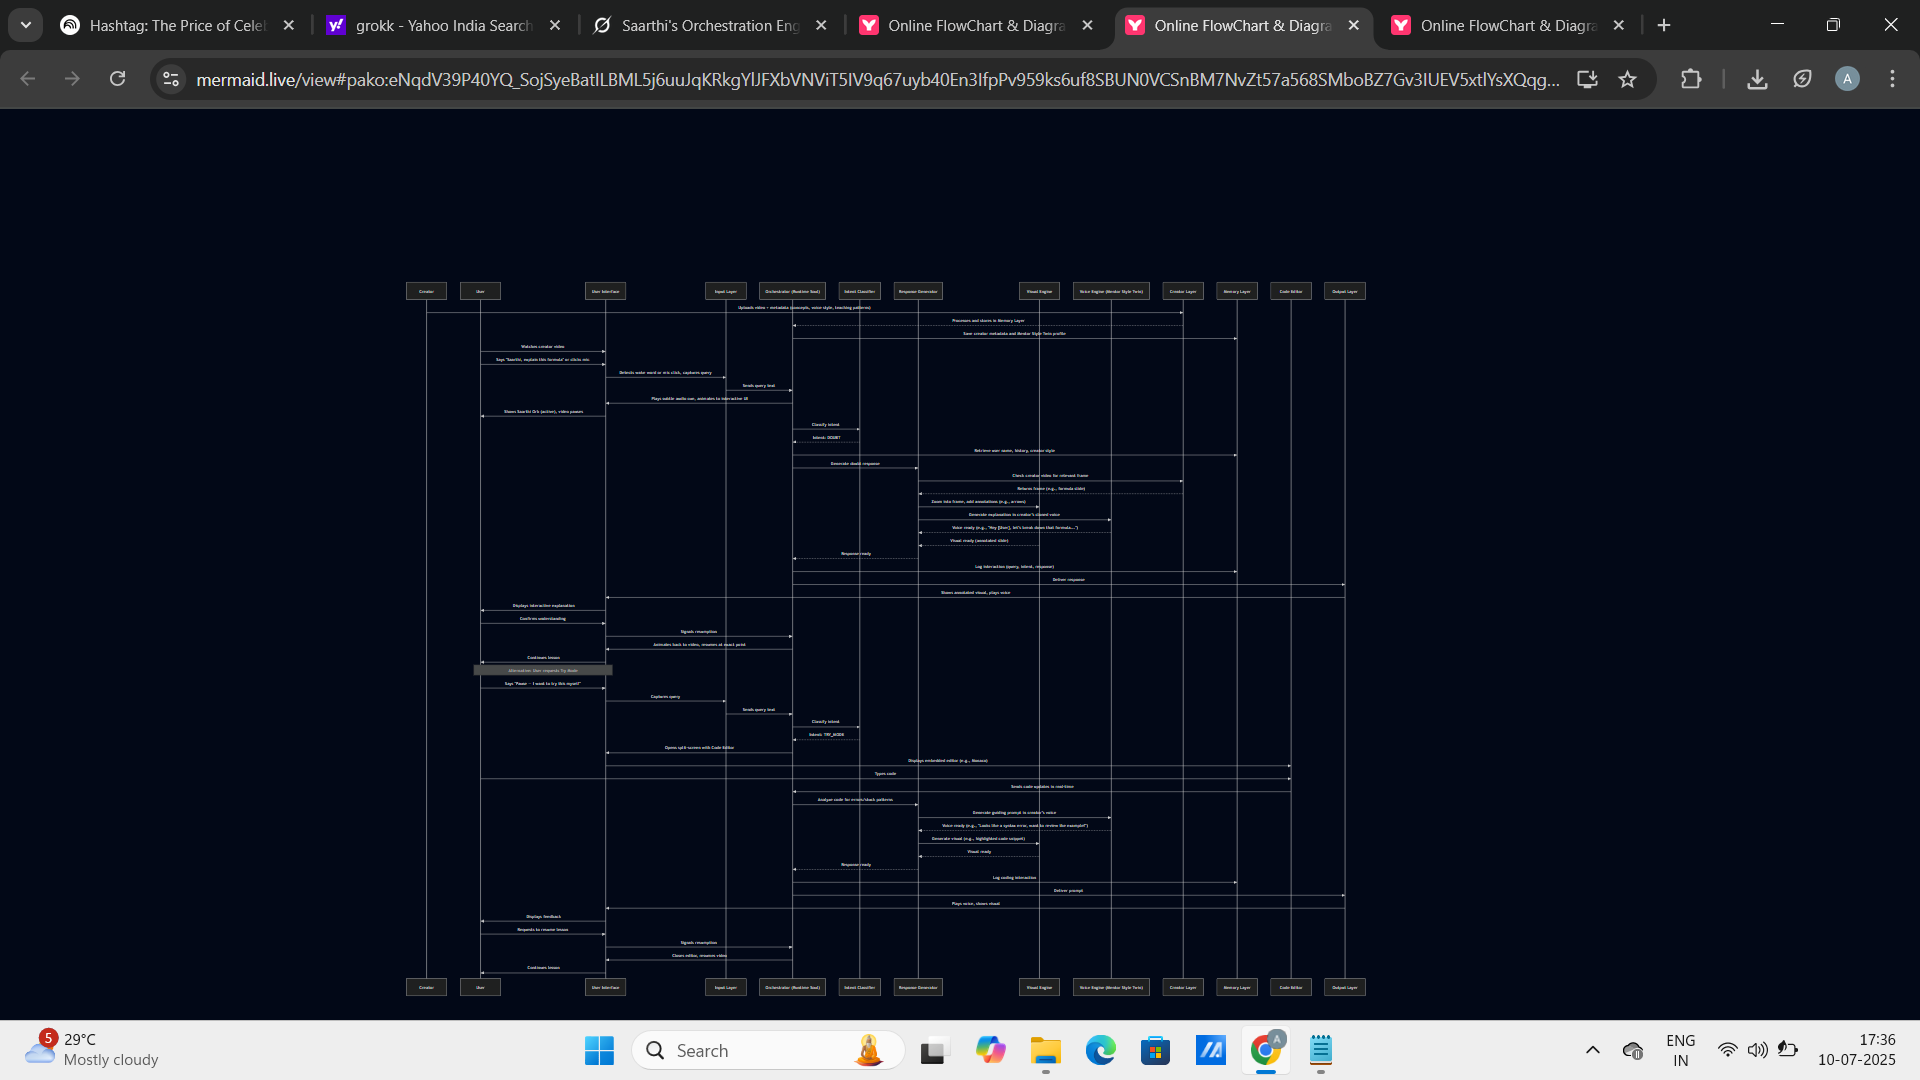 Hashtag: The Price of Celeb
grokk - Yahoo India Search
Saarthi's Orchestration Eng
Online FlowChart & Diagra
Online FlowChart & Diagra
Online FlowChart & Diagra
mermaid.live/view#pako:eNqdV39P40YQ_SojSyeBatILBML5j6uuJqKRkgYlJFXbVNViT5IV9q67uyb40En3IfpPv959ks6uf8SBUN0VCSnBM7NvZt57a568SMboBZ7Gv3IUEV5xtlYsXQqg...
Creator
User
User Interface
Input Layer
Orchestrator (Runtime Soul)
Intent Classifier
Response Generator
Visual Engine
Voice Engine (Mentor Style Twin)
Creator Layer
Memory Layer
Code Editor
Output Layer
Uploads video + metadata (concepts, voice style, teaching patterns)
Processes and stores in Memory Layer
Save creator metadata and Mentor Style Twin profile
Watches creator video
Says "Saarthi, explain this formula" or clicks mic
Detects wake word or mic click, captures query
Sends query text
Plays subtle audio cue, animates to interactive UI
Shows Saarthi Orb (active), video pauses
Classify intent
Intent: DOUBT
Retrieve user name, history, creator style
Generate doubt response
Check creator video for relevant frame
Returns frame (e.g., formula slide)
Zoom into frame, add annotations (e.g., arrows)
Generate explanation in creator's cloned voice
Voice ready (e.g., "Hey [User], let's break down that formula...")
Visual ready (annotated slide)
Response ready
Log interaction (query, intent, response)
Deliver response
Shows annotated visual, plays voice
Displays interactive explanation
Confirms understanding
Signals resumption
Animates back to video, resumes at exact point
Continues lesson
Alternative: User requests Try Mode
Says "Pause — I want to try this myself"
Captures query
Sends query text
Classify intent
Intent: TRY_MODE
Opens split-screen with Code Editor
Displays embedded editor (e.g., Monaco)
Types code
Sends code updates in real-time
Analyze code for errors/stuck patterns
Generate guiding prompt in creator's voice
Voice ready (e.g., "Looks like a syntax error, want to review the example?")
Generate visual (e.g., highlighted code snippet)
Visual ready
Response ready
Log coding interaction
Deliver prompt
Plays voice, shows visual
Displays feedback
Requests to resume lesson
Signals resumption
Closes editor, resumes video
Continues lesson
Creator
User
User Interface
Input Layer
Orchestrator (Runtime Soul)
Intent Classifier
Response Generator
Visual Engine
Voice Engine (Mentor Style Twin)
Creator Layer
Memory Layer
Code Editor
Output Layer
5
29°C
Mostly cloudy
Search
A
A
ENG
IN
17:36
10-07-2025